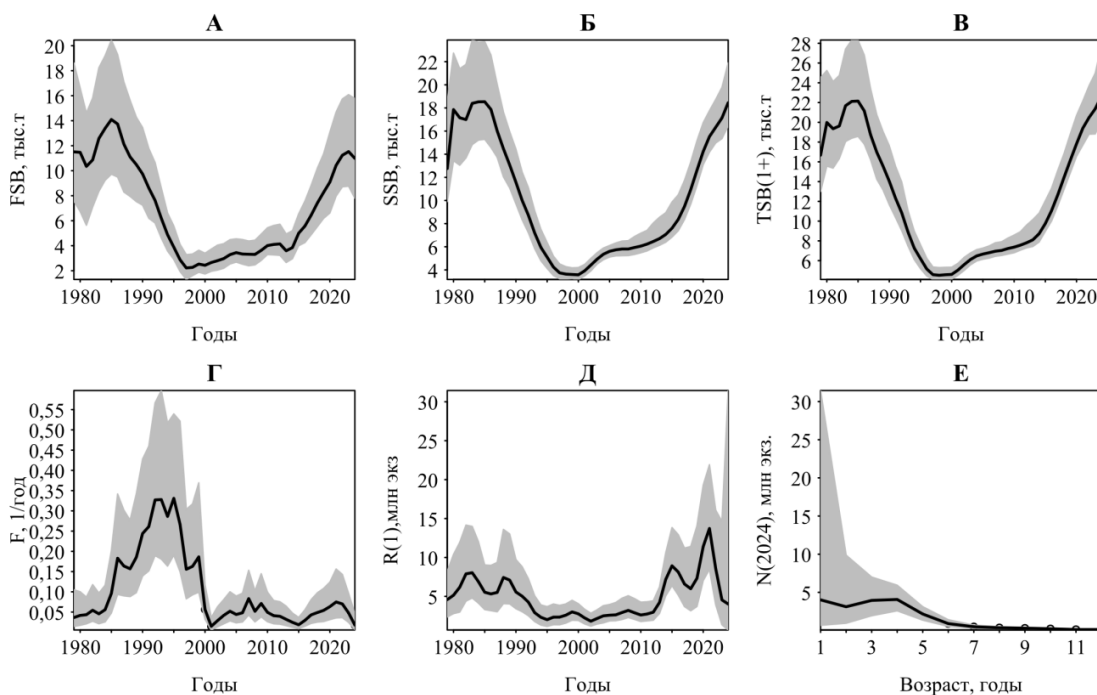 А
FSB, тыс.т
20
18
16
14
12
10
8
6
4
2
1980 1990 2000 2010 2020
Годы
Б
SSB, тыс.т
22
20
18
16
14
12
10
8
6
4
1980 1990 2000 2010 2020
Годы
В
TSB(1+), тыс.т
28
26
24
22
20
18
16
14
12
10
8
6
1980 1990 2000 2010 2020
Годы
Г
F, 1/год
0,55
0,50
0,45
0,40
0,35
0,30
0,25
0,20
0,15
0,10
0,05
1980 1990 2000 2010 2020
Годы
Д
R(1),млн экз
30
25
20
15
10
5
1980 1990 2000 2010 2020
Годы
Е
N(2024), млн экз.
30
25
20
15
10
5
1 3 5 7 9 11
Возраст, годы